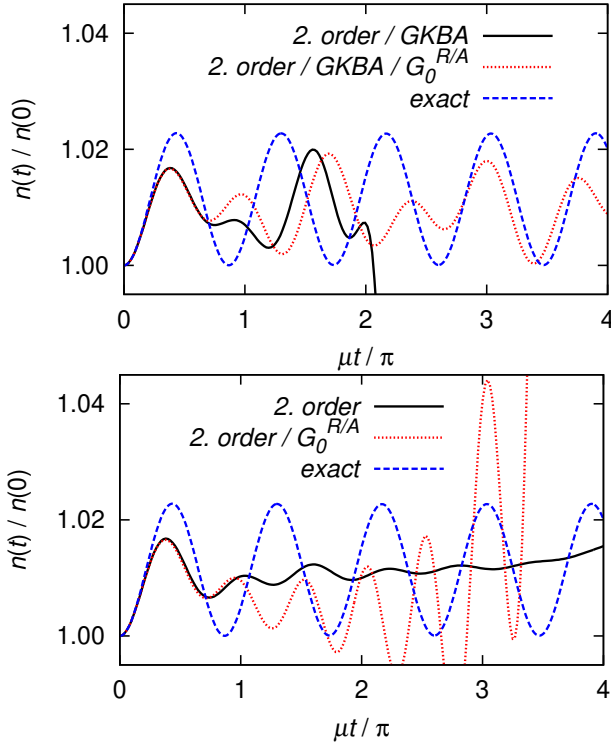 1.04
2. order / GKBA
2. order / GKBA / G₀ᴿ/ᴬ
exact
1.02
n(t) / n(0)
1.00
0 1 2 3 4
μt / π
1.04
2. order
2. order / G₀ᴿ/ᴬ
exact
1.02
n(t) / n(0)
1.00
0 1 2 3 4
μt / π